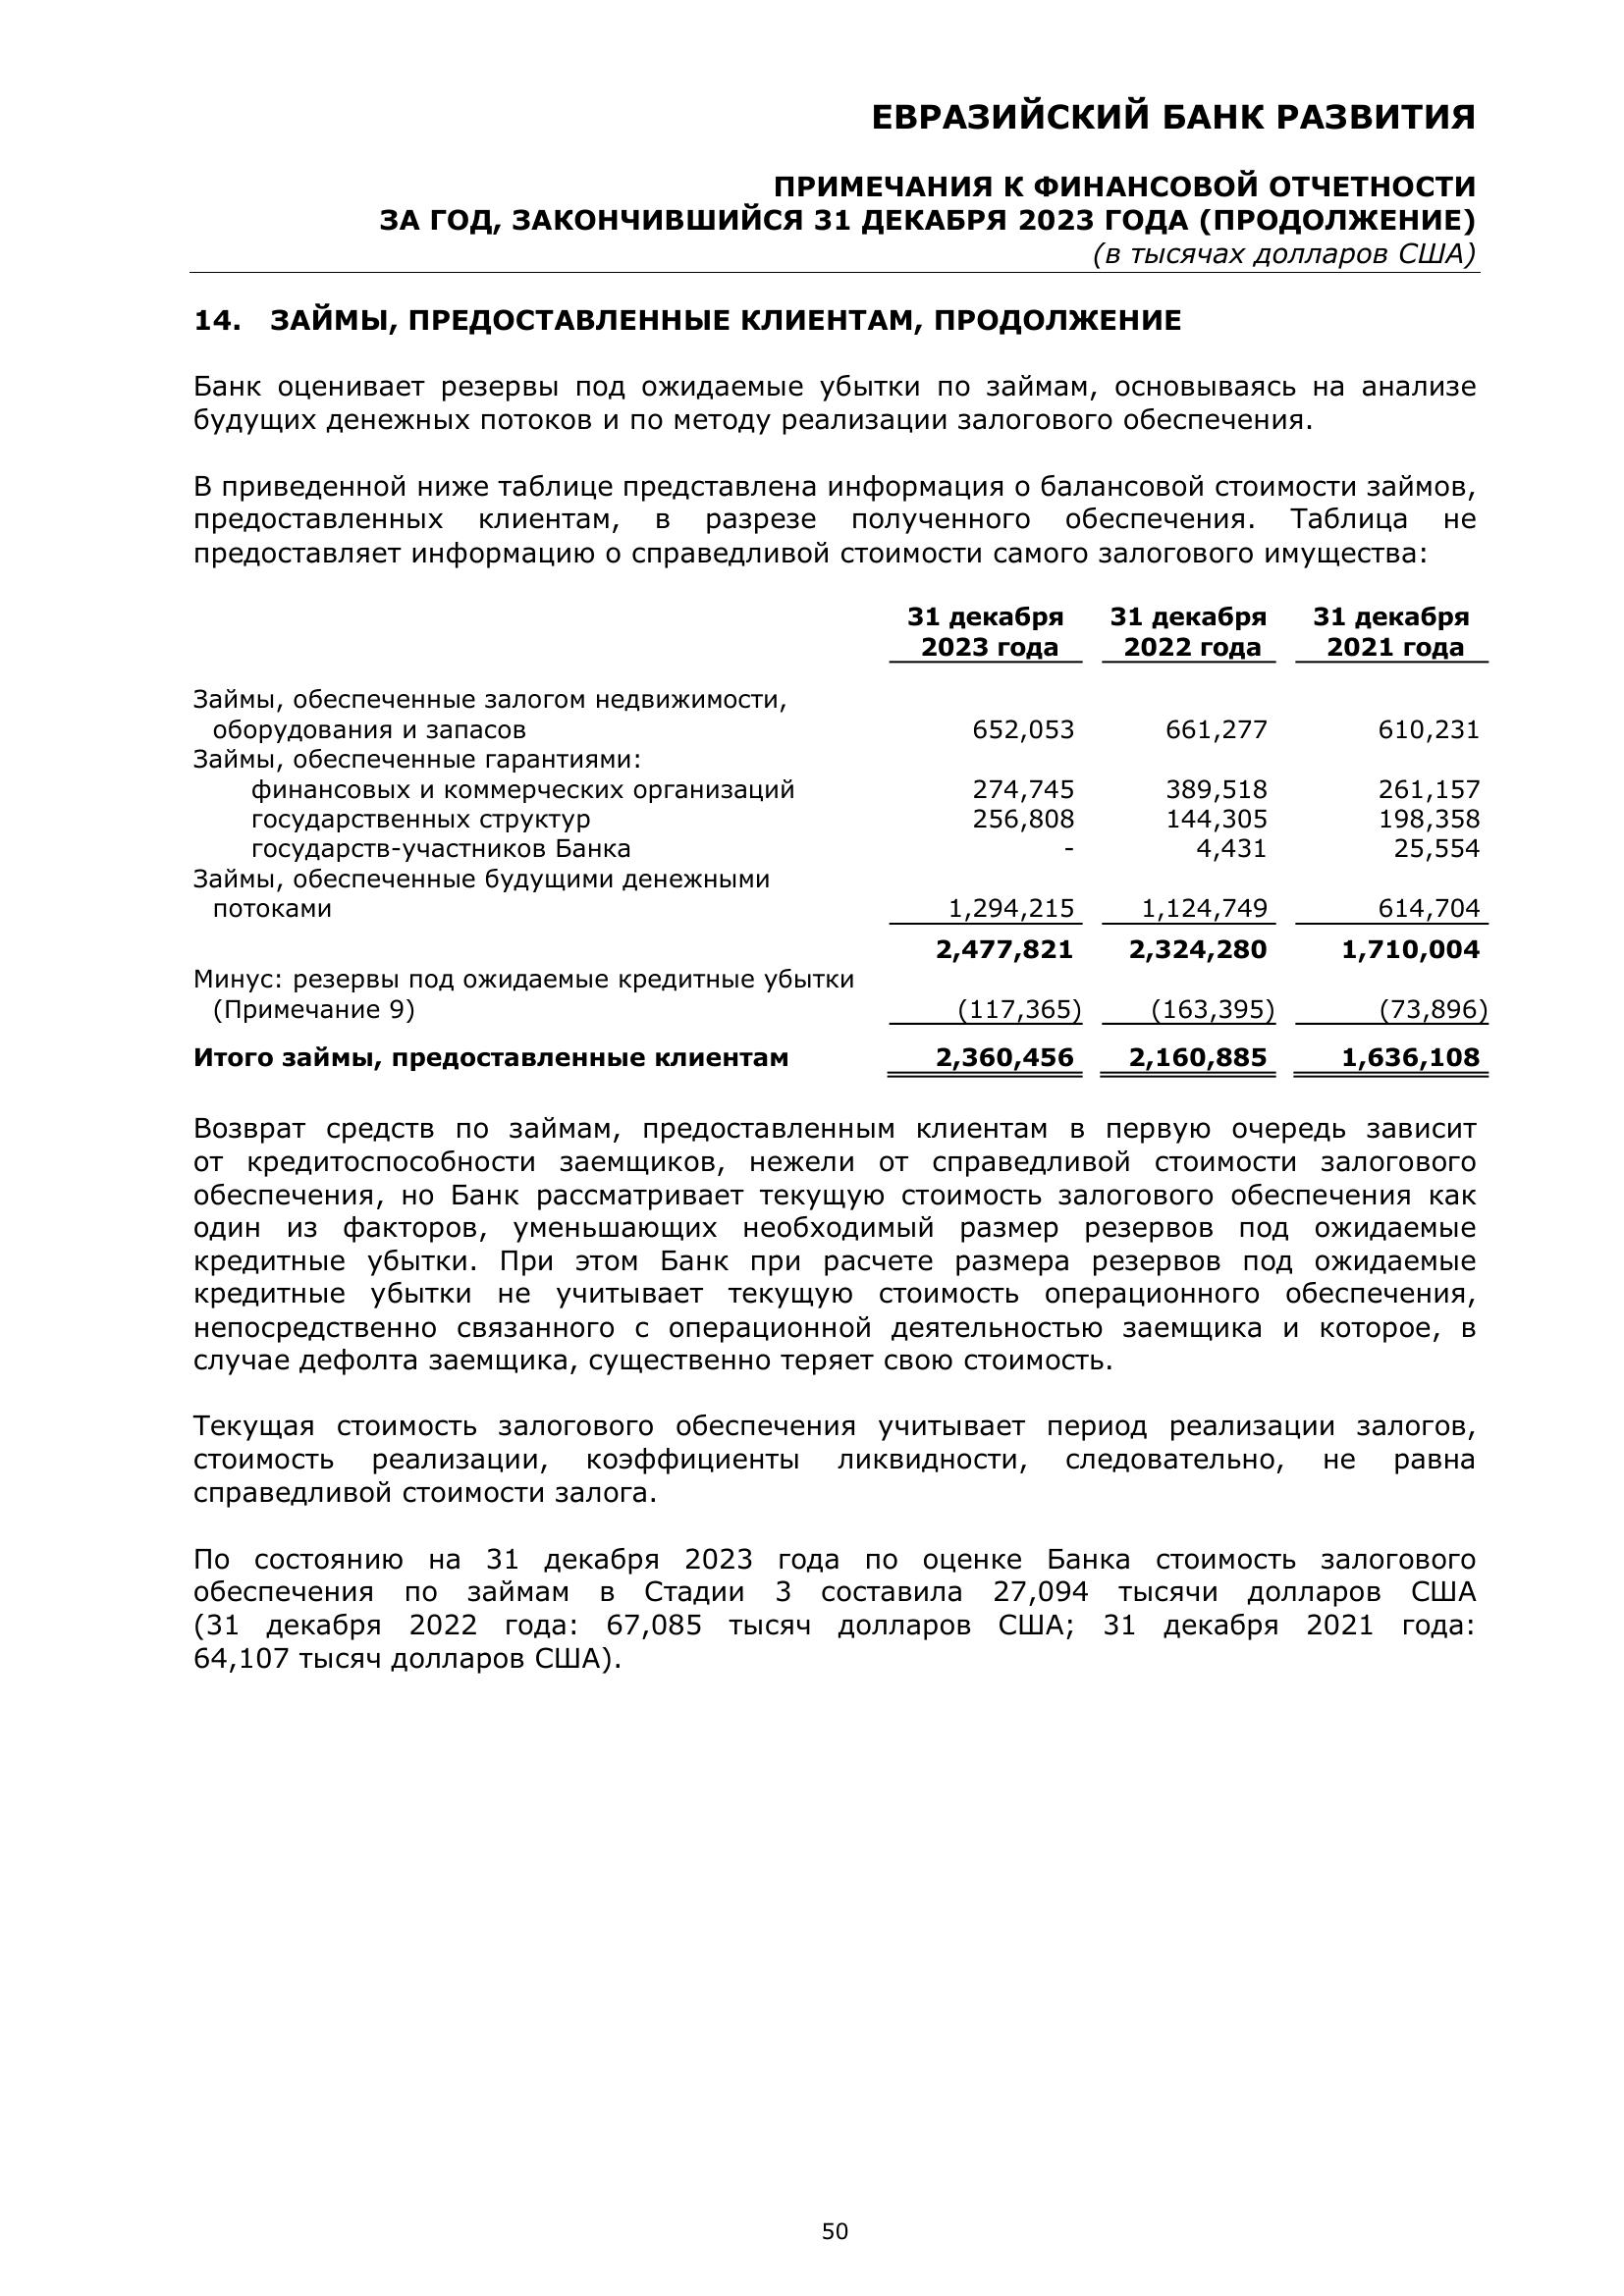 ЕВРАЗИЙСКИЙ БАНК РАЗВИТИЯ
ПРИМЕЧАНИЯ К ФИНАНСОВОЙ ОТЧЕТНОСТИ
ЗА ГОД, ЗАКОНЧИВШИЙСЯ 31 ДЕКАБРЯ 2023 ГОДА (ПРОДОЛЖЕНИЕ)
(в тысячах долларов США)
14. ЗАЙМЫ, ПРЕДОСТАВЛЕННЫЕ КЛИЕНТАМ, ПРОДОЛЖЕНИЕ
Банк оценивает резервы под ожидаемые убытки по займам, основываясь на анализе
будущих денежных потоков и по методу реализации залогового обеспечения.
В приведенной ниже таблице представлена информация о балансовой стоимости займов,
предоставленных клиентам, в разрезе полученного обеспечения. Таблица не
предоставляет информацию о справедливой стоимости самого залогового имущества:
31 декабря 31 декабря 31 декабря
2023 года 2022 года 2021 года
Займы, обеспеченные залогом недвижимости,
оборудования и запасов 652,053 661,277 610,231
Займы, обеспеченные гарантиями:
финансовых и коммерческих организаций 274,745 389,518 261,157
государственных структур 256,808 144,305 198,358
государств-участников Банка - 4,431 25,554
Займы, обеспеченные будущими денежными
потоками 1,294,215 1,124,749 614,704
2,477,821 2,324,280 1,710,004
Минус: резервы под ожидаемые кредитные убытки
(Примечание 9) (117,365) (163,395) (73,896)
Итого займы, предоставленные клиентам 2,360,456 2,160,885 1,636,108
Возврат средств по займам, предоставленным клиентам в первую очередь зависит
от кредитоспособности заемщиков, нежели от справедливой стоимости залогового
обеспечения, но Банк рассматривает текущую стоимость залогового обеспечения как
один из факторов, уменьшающих необходимый размер резервов под ожидаемые
кредитные убытки. При этом Банк при расчете размера резервов под ожидаемые
кредитные убытки не учитывает текущую стоимость операционного обеспечения,
непосредственно связанного с операционной деятельностью заемщика и которое, в
случае дефолта заемщика, существенно теряет свою стоимость.
Текущая стоимость залогового обеспечения учитывает период реализации залогов,
стоимость реализации, коэффициенты ликвидности, следовательно, не равна
справедливой стоимости залога.
По состоянию на 31 декабря 2023 года по оценке Банка стоимость залогового
обеспечения по займам в Стадии 3 составила 27,094 тысячи долларов США
(31 декабря 2022 года: 67,085 тысяч долларов США; 31 декабря 2021 года:
64,107 тысяч долларов США).
50